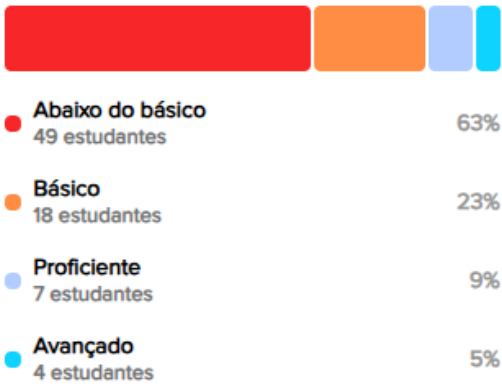 Abaixo do básico
49 estudantes
63%
Básico
18 estudantes
23%
Proficiente
7 estudantes
9%
Avançado
4 estudantes
5%